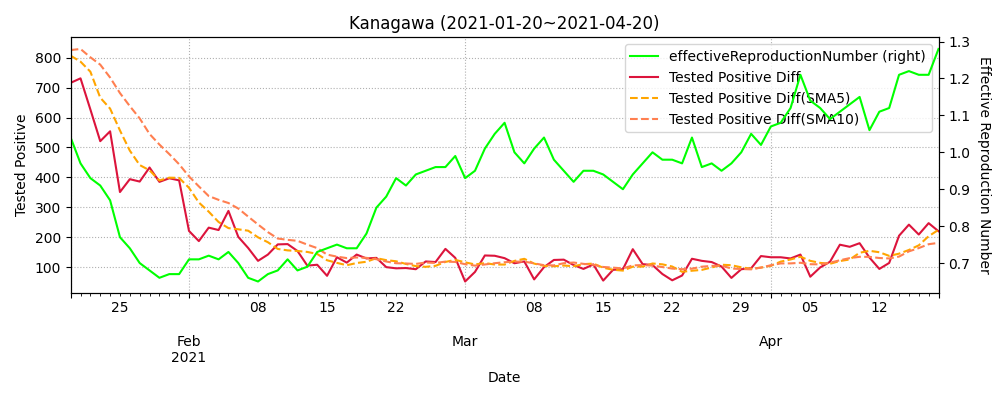 Kanagawa (2021-01-20~2021-04-20)
effectiveReproductionNumber (right)
Tested Positive Diff
Tested Positive Diff(SMA5)
Tested Positive Diff(SMA10)
Tested Positive
800
700
600
500
400
300
200
100
Effective Reproduction Number
1.3
1.2
1.1
1.0
0.9
0.8
0.7
25 08 15 22 08 15 22 29 05 12
Feb Mar Apr
2021
Date